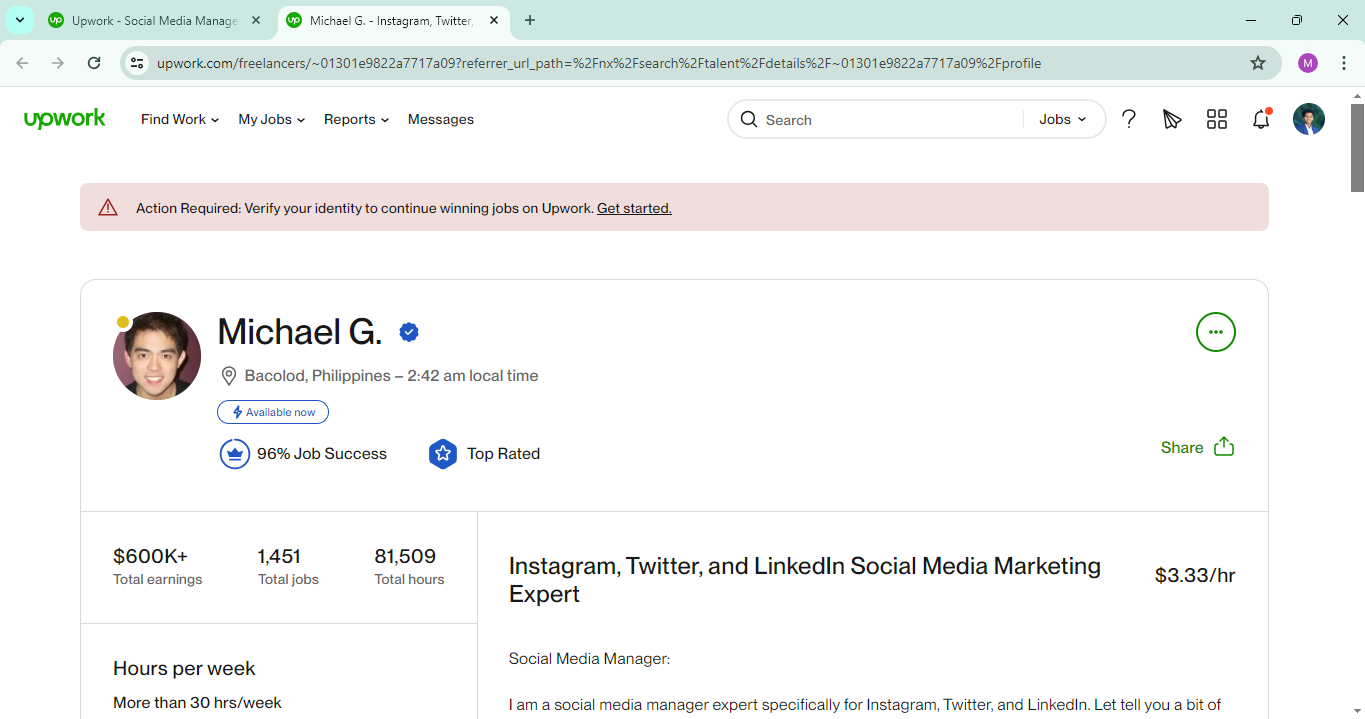 Upwork - Social Media Manage
Michael G. - Instagram, Twitter,
upwork.com/freelancers/~01301e9822a7717a09?referrer_url_path=%2Fnx%2Fsearch%2Ftalent%2Fdetails%2F~01301e9822a7717a09%2Fprofile
M
upwork
Find Work
My Jobs
Reports
Messages
Search
Jobs
Action Required: Verify your identity to continue winning jobs on Upwork. Get started.
Michael G.
Bacolod, Philippines – 2:42 am local time
Available now
96% Job Success
Top Rated
Share
$600K+
Total earnings
1,451
Total jobs
81,509
Total hours
Hours per week
More than 30 hrs/week
Instagram, Twitter, and LinkedIn Social Media Marketing
Expert
$3.33/hr
Social Media Manager:
I am a social media manager expert specifically for Instagram, Twitter, and LinkedIn. Let tell you a bit of